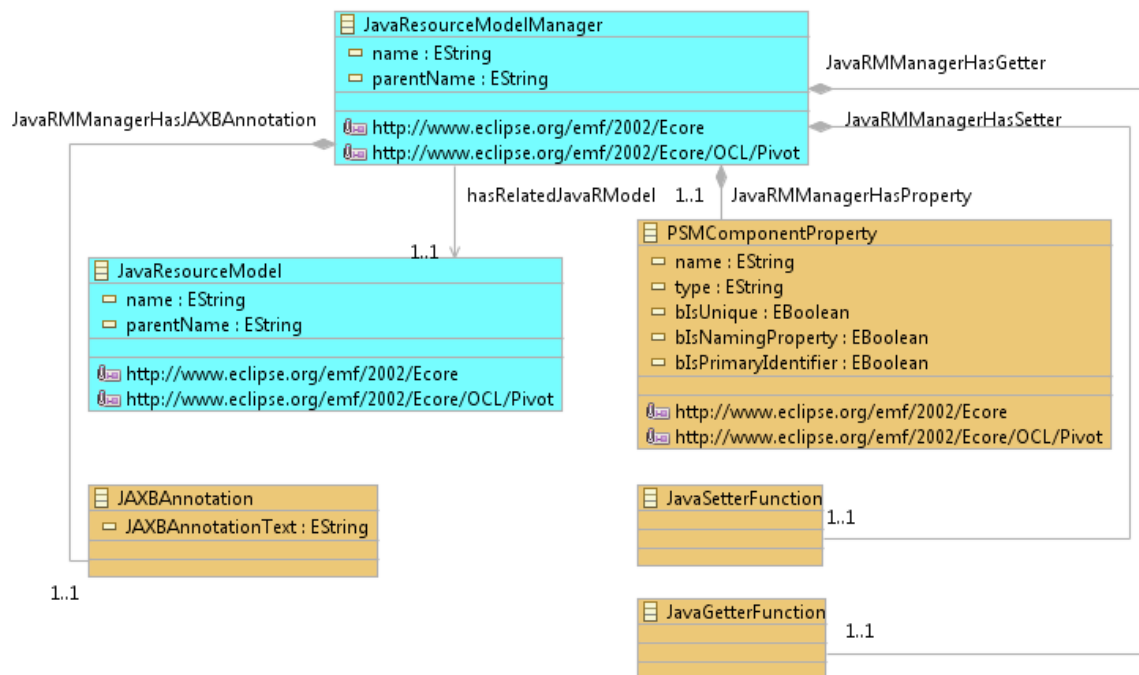 JavaResourceModelManager
name : EString
parentName : EString
http://www.eclipse.org/emf/2002/Ecore
http://www.eclipse.org/emf/2002/Ecore/OCL/Pivot
JavaRMManagerHasGetter
JavaRMManagerHasSetter
JavaRMManagerHasJAXBAnnotation
hasRelatedJavaRModel
1..1
JavaRMManagerHasProperty
1..1
JavaResourceModel
name : EString
parentName : EString
http://www.eclipse.org/emf/2002/Ecore
http://www.eclipse.org/emf/2002/Ecore/OCL/Pivot
PSMComponentProperty
name : EString
type : EString
bIsUnique : EBoolean
bIsNamingProperty : EBoolean
bIsPrimaryIdentifier : EBoolean
http://www.eclipse.org/emf/2002/Ecore
http://www.eclipse.org/emf/2002/Ecore/OCL/Pivot
JAXBAnnotation
JAXBAnnotationText : EString
1..1
JavaSetterFunction
1..1
JavaGetterFunction
1..1